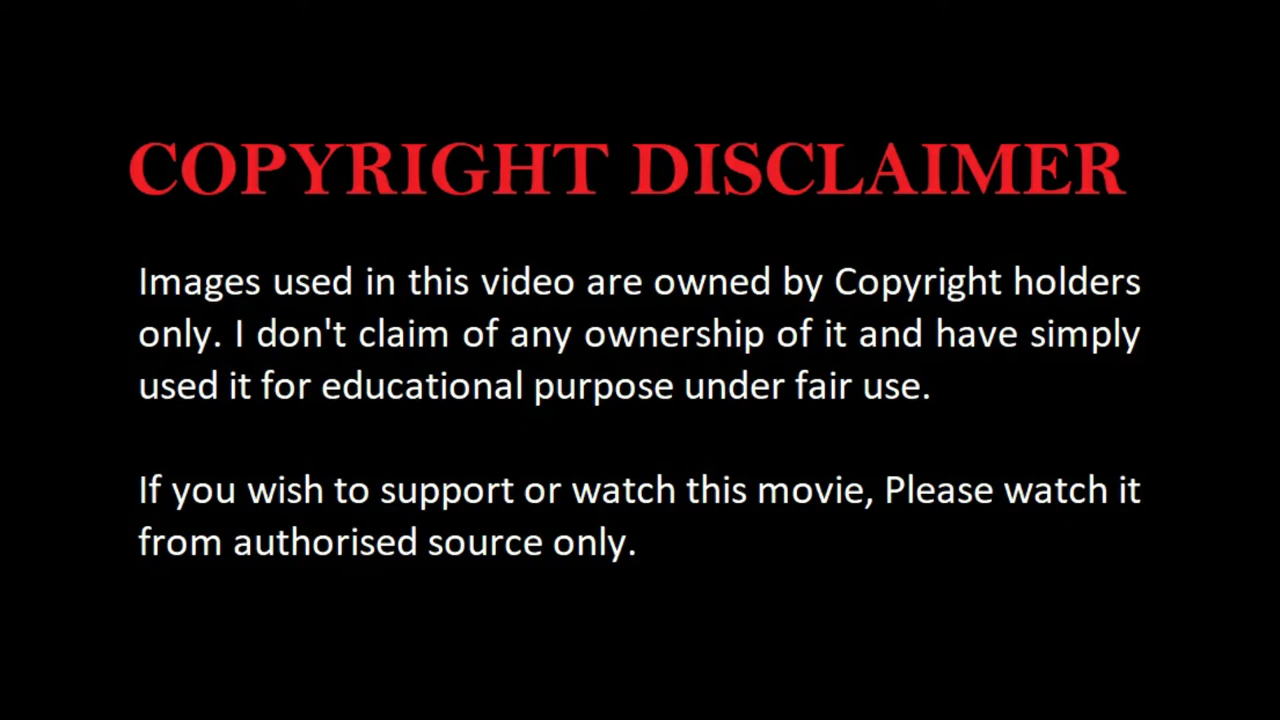 COPYRIGHT DISCLAIMER
Images used in this video are owned by Copyright holders
only. I don't claim of any ownership of it and have simply
used it for educational purpose under fair use.
If you wish to support or watch this movie, Please watch it
from authorised source only.